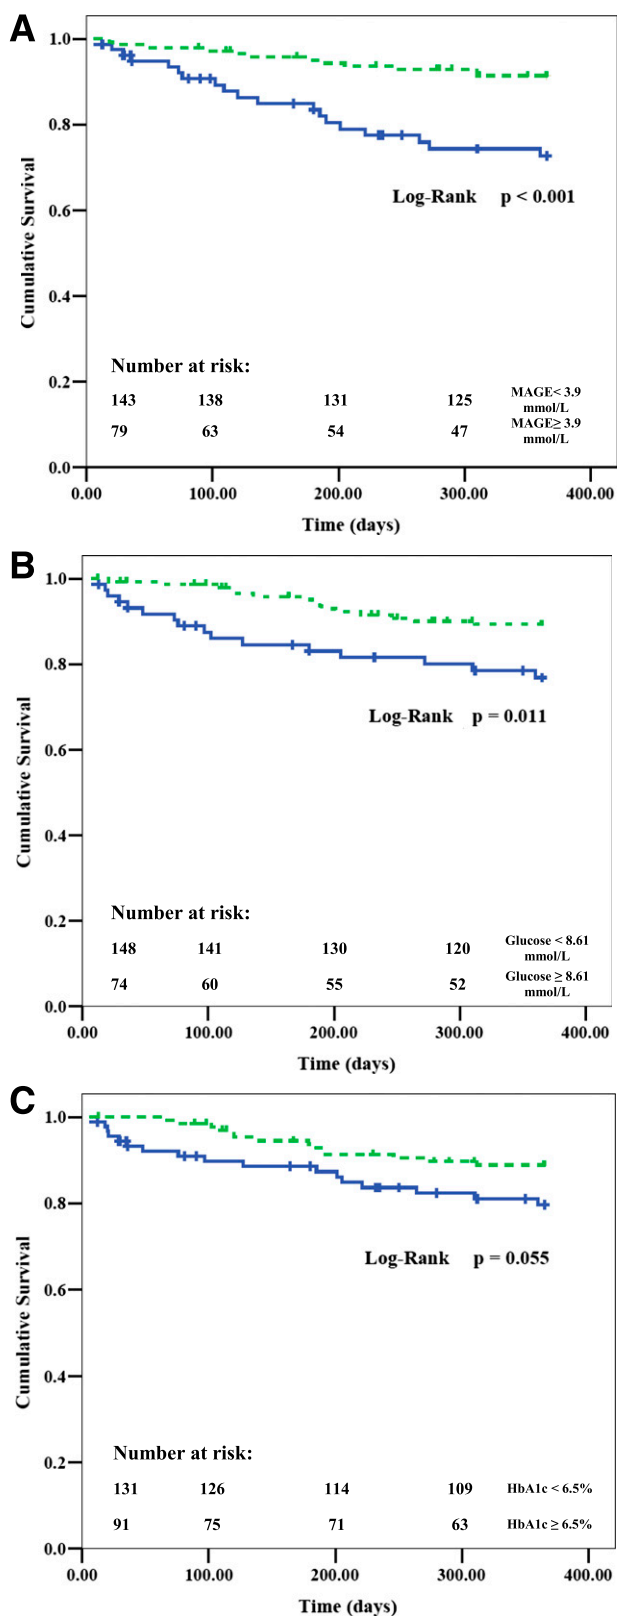 A
1.0
0.8
Log-Rank p < 0.001
0.6
Cumulative Survival
0.4
Number at risk:
0.2
143 138 131 125 MAGE< 3.9 mmol/L
79 63 54 47 MAGE≥ 3.9 mmol/L
0.0
0.00 100.00 200.00 300.00 400.00
Time (days)
B
1.0
0.8
Log-Rank p = 0.011
0.6
Cumulative Survival
0.4
Number at risk:
0.2
148 141 130 120 Glucose < 8.61 mmol/L
74 60 55 52 Glucose ≥ 8.61 mmol/L
0.0
0.00 100.00 200.00 300.00 400.00
Time (days)
C
1.0
0.8
Log-Rank p = 0.055
0.6
Cumulative Survival
0.4
Number at risk:
0.2
131 126 114 109 HbA1c < 6.5%
91 75 71 63 HbA1c ≥ 6.5%
0.0
0.00 100.00 200.00 300.00 400.00
Time (days)